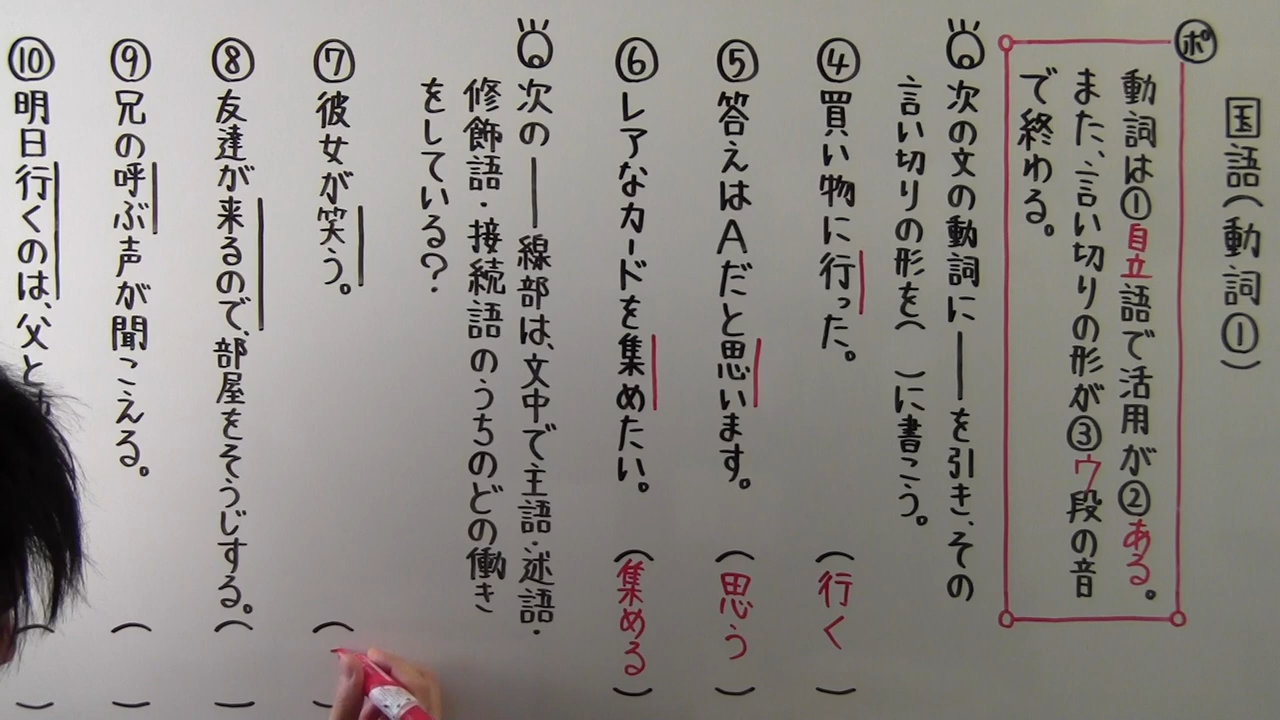 国語(動詞①)
ポ
動詞は①自立語で活用が②ある。
また、言い切りの形が③ウ段の音
で終わる。
次の文の動詞に――を引き、その
言い切りの形を( )に書こう。
④買い物に行った。(行く)
⑤答えはAだと思います。(思う)
⑥レアなカードを集めたい。(集める)
次の――線部は、文中で主語・述語・
修飾語・接続語のうちのどの働き
をしている?
⑦彼女が笑う。(
⑧友達が来るので、部屋をそうじする。( )
⑨兄の呼ぶ声が聞こえる。( )
⑩明日行くのは、父と